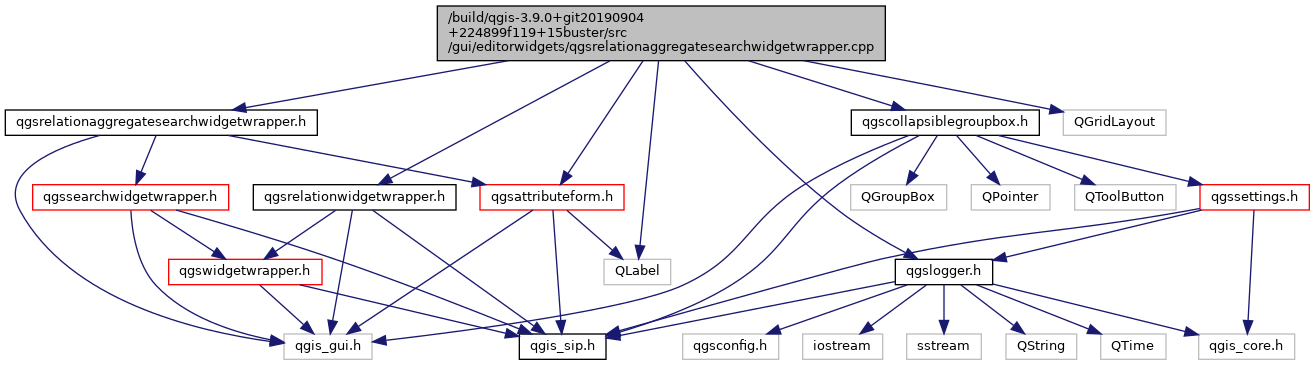 /build/qgis-3.9.0+git20190904
+224899f119+15buster/src
/gui/editorwidgets/qgsrelationaggregatesearchwidgetwrapper.cpp
qgsrelationaggregatesearchwidgetwrapper.h
qgscollapsiblegroupbox.h
QGridLayout
qgssearchwidgetwrapper.h
qgsrelationwidgetwrapper.h
qgsattributeform.h
QGroupBox
QPointer
QToolButton
qgssettings.h
qgswidgetwrapper.h
QLabel
qgslogger.h
qgis_gui.h
qgis_sip.h
qgsconfig.h
iostream
sstream
QString
QTime
qgis_core.h